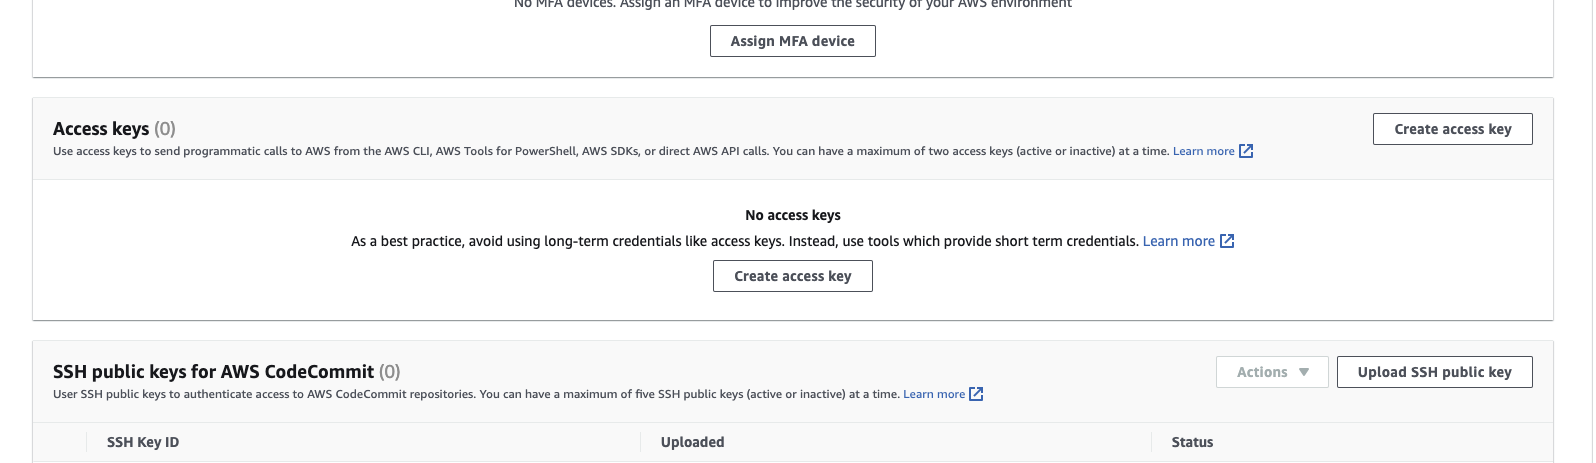 No MFA devices. Assign an MFA device to improve the security of your AWS environment
Assign MFA device
Access keys (0)
Create access key
Use access keys to send programmatic calls to AWS from the AWS CLI, AWS Tools for PowerShell, AWS SDKs, or direct AWS API calls. You can have a maximum of two access keys (active or inactive) at a time. Learn more
No access keys
As a best practice, avoid using long-term credentials like access keys. Instead, use tools which provide short term credentials. Learn more
Create access key
SSH public keys for AWS CodeCommit (0)
Actions
Upload SSH public key
User SSH public keys to authenticate access to AWS CodeCommit repositories. You can have a maximum of five SSH public keys (active or inactive) at a time. Learn more
SSH Key ID
Uploaded
Status